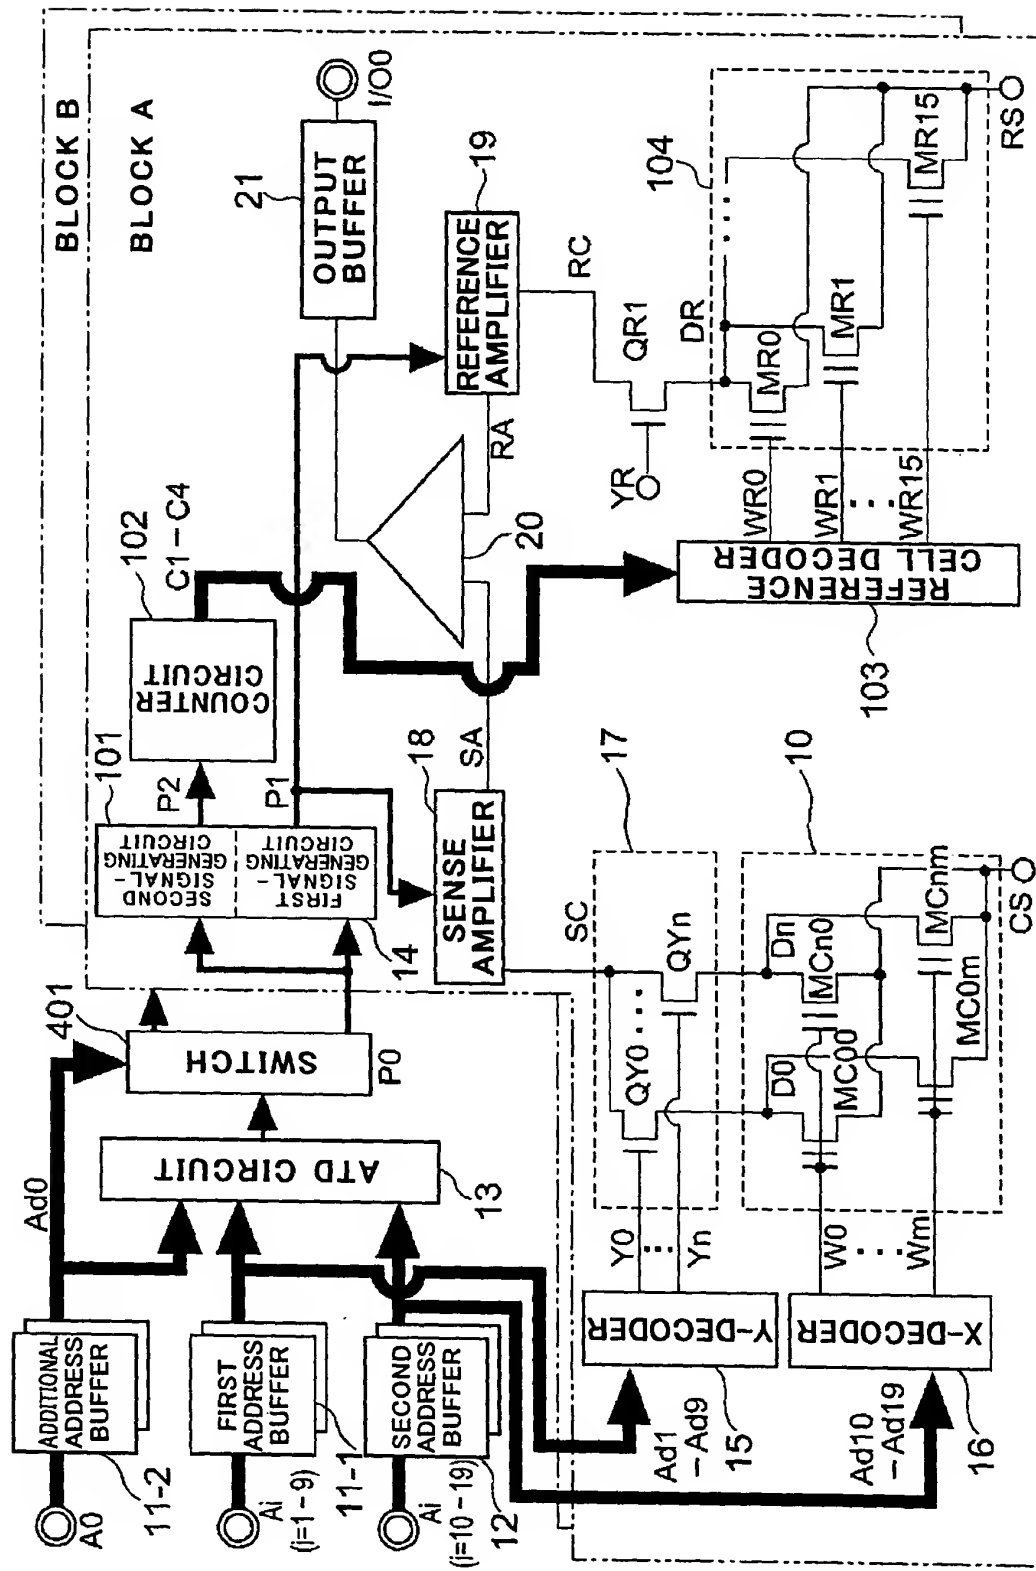 BLOCK B
BLOCK A
A0
11-2
ADDITIONAL
ADDRESS
BUFFER
Ad0
401
SWITCH
P0
Ai
(i=1-9)
11-1
FIRST
ADDRESS
BUFFER
Ai
(i=10-19)
12
SECOND
ADDRESS
BUFFER
ATD CIRCUIT
13
101
SECOND
SIGNAL-
GENERATING
CIRCUIT
FIRST
SIGNAL-
GENERATING
CIRCUIT
14
P2
P1
102
COUNTER
CIRCUIT
C1-C4
21
OUTPUT
BUFFER
I/O0
18
SENSE
AMPLIFIER
SA
20
RA
REFERENCE
AMPLIFIER
19
RC
Ad1
-Ad9
15
Y-DECODER
Y0
Yn
SC
17
QY0
QYn
YR
QR1
DR
104
Ad10
-Ad19
16
X-DECODER
W0
Wm
D0
Dn
10
MC00
MCn0
MC0m
MCnm
CS
103
REFERENCE
CELL DECODER
WR0
WR1
WR15
MR0
MR1
MR15
RS